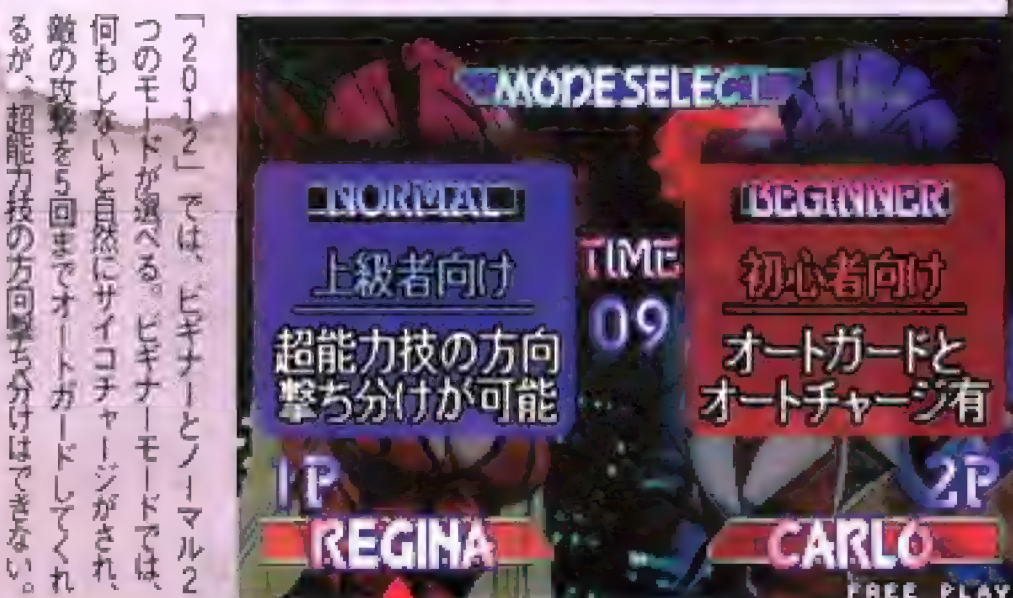 「2012」では、ビギナーとノーマル2
つのモードが選べる。ビギナーモードでは、
何もしないと自然にサイコチャージがされ、
敵の攻撃を5回までオートガードしてくれ
るが、超能力技の方向撃ち分けはできない。
MODE SELECT
NORMAL
上級者向け
超能力技の方向
撃ち分けが可能
TIME
09
BEGINNER
初心者向け
オートガードと
オートチャージ有
1P
REGINA
2P
CARLO
FREE PLAY